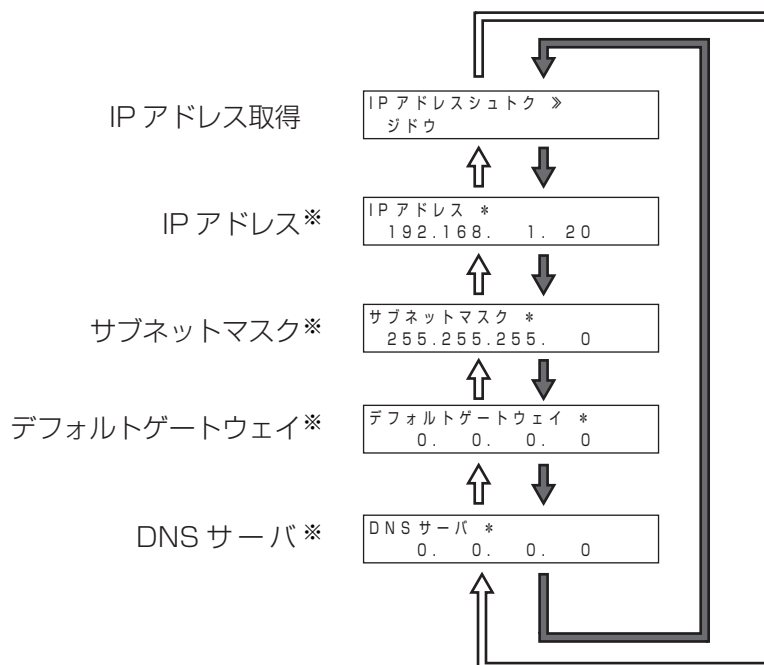 IP アドレス取得
IP アドレスシュトク 》
ジドウ
IP アドレス※
IP アドレス *
192.168. 1. 20
サブネットマスク※
サブネットマスク *
255.255.255. 0
デフォルトゲートウェイ※
デフォルトゲートウェイ *
0. 0. 0. 0
DNS サーバ※
DNS サーバ *
0. 0. 0. 0